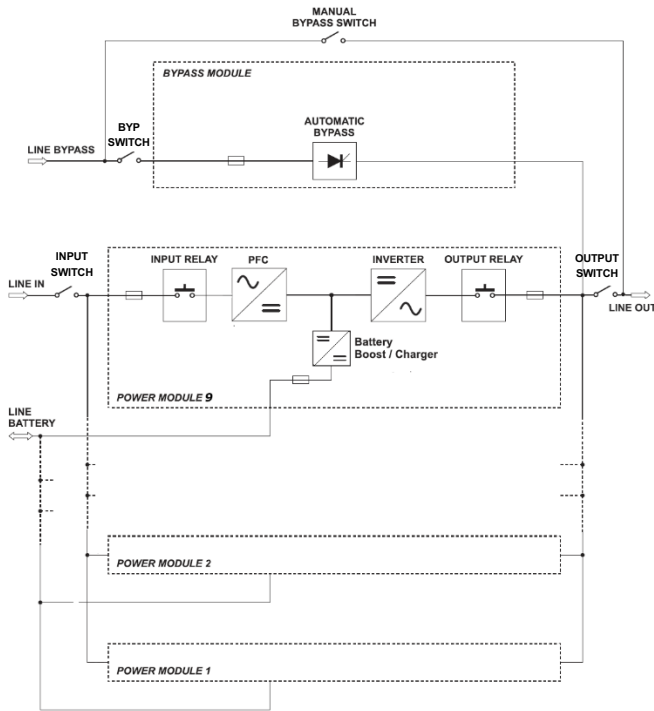 MANUAL
BYPASS SWITCH
BYPASS MODULE
BYP
SWITCH
AUTOMATIC
BYPASS
LINE BYPASS
INPUT
SWITCH
INPUT RELAY
PFC
INVERTER
OUTPUT RELAY
OUTPUT
SWITCH
LINE IN
LINE OUT
Battery
Boost / Charger
POWER MODULE 9
LINE
BATTERY
POWER MODULE 2
POWER MODULE 1